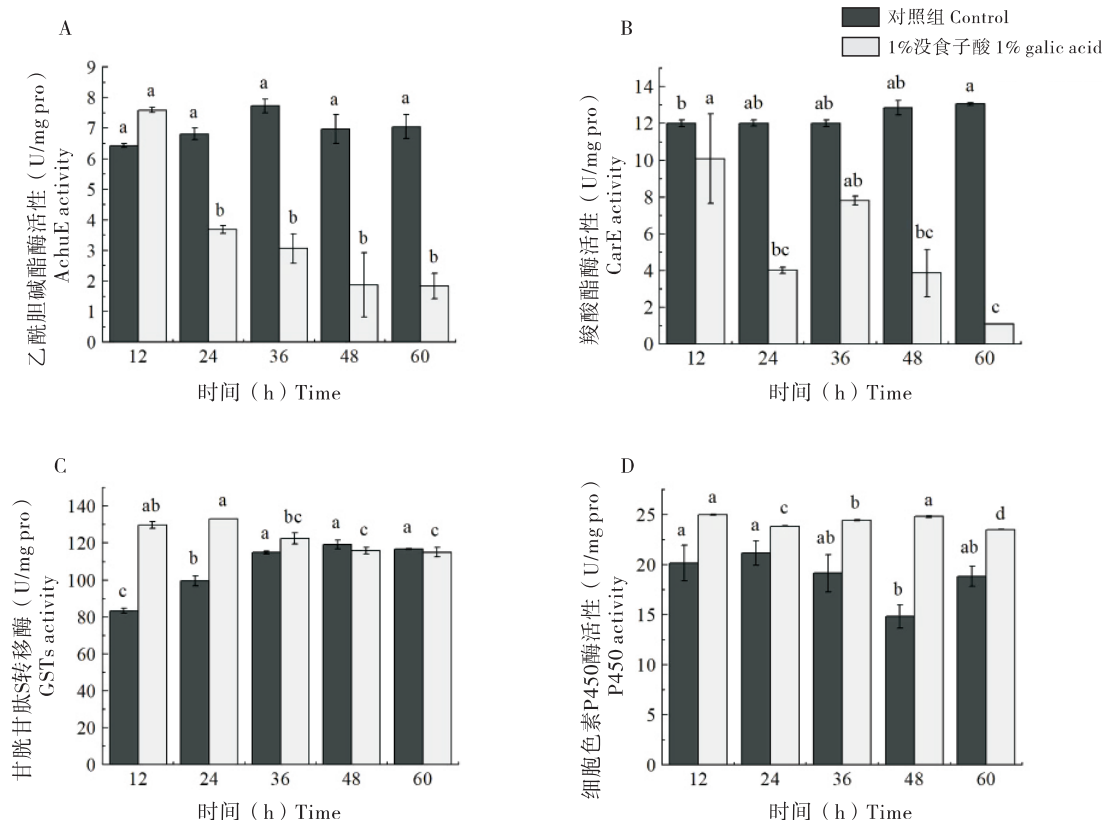 对照组 Control
1%没食子酸 1% galic acid
A
乙酰胆碱酯酶活性（U/mg pro）
AchuE activity
9
8
7
6
5
4
3
2
1
0
a a a a a a
b b b b
12 24 36 48 60
时间（h）Time
B
羧酸酯酶活性（U/mg pro）
CarE activity
14
12
10
8
6
4
2
0
b a ab ab ab a
bc ab bc c
12 24 36 48 60
时间（h）Time
C
甘胱甘肽S转移酶（U/mg pro）
GSTs activity
140
120
100
80
60
40
20
0
c ab b a a bc a c a c
12 24 36 48 60
时间（h）Time
D
细胞色素P450酶活性（U/mg pro）
P450 activity
25
20
15
10
5
0
a a a c ab b b a ab d
12 24 36 48 60
时间（h）Time